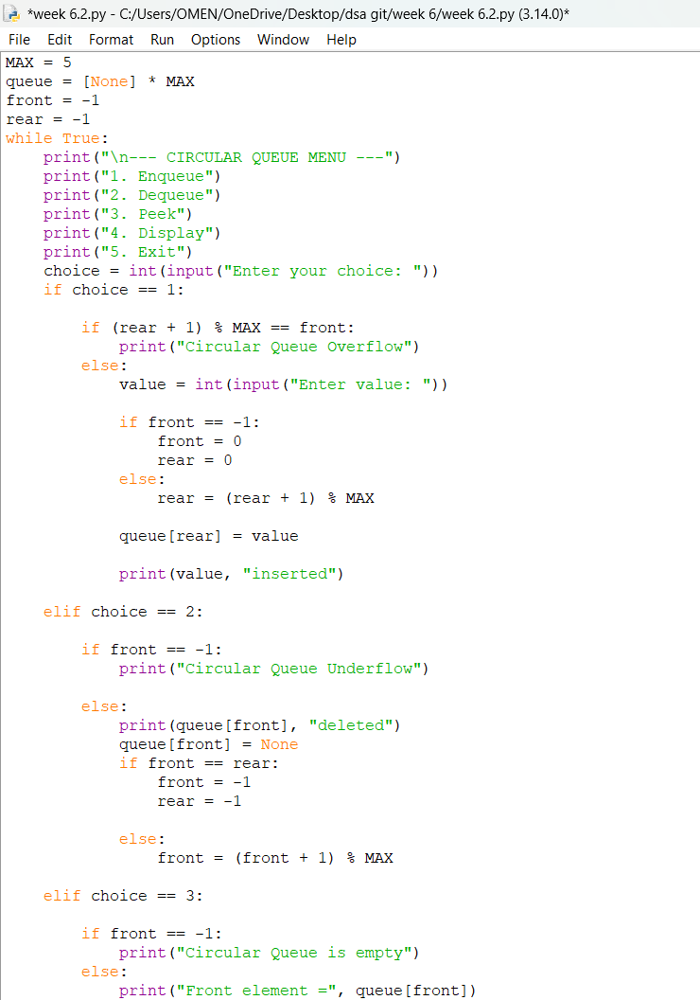 *week 6.2.py - C:/Users/OMEN/OneDrive/Desktop/dsa git/week 6/week 6.2.py (3.14.0)*
File Edit Format Run Options Window Help
MAX = 5
queue = [None] * MAX
front = -1
rear = -1
while True:
    print("\n--- CIRCULAR QUEUE MENU ---")
    print("1. Enqueue")
    print("2. Dequeue")
    print("3. Peek")
    print("4. Display")
    print("5. Exit")
    choice = int(input("Enter your choice: "))
    if choice == 1:

        if (rear + 1) % MAX == front:
            print("Circular Queue Overflow")
        else:
            value = int(input("Enter value: "))

            if front == -1:
                front = 0
                rear = 0
            else:
                rear = (rear + 1) % MAX

            queue[rear] = value

            print(value, "inserted")

    elif choice == 2:

        if front == -1:
            print("Circular Queue Underflow")

        else:
            print(queue[front], "deleted")
            queue[front] = None
            if front == rear:
                front = -1
                rear = -1

            else:
                front = (front + 1) % MAX

    elif choice == 3:

        if front == -1:
            print("Circular Queue is empty")
        else:
            print("Front element =", queue[front])